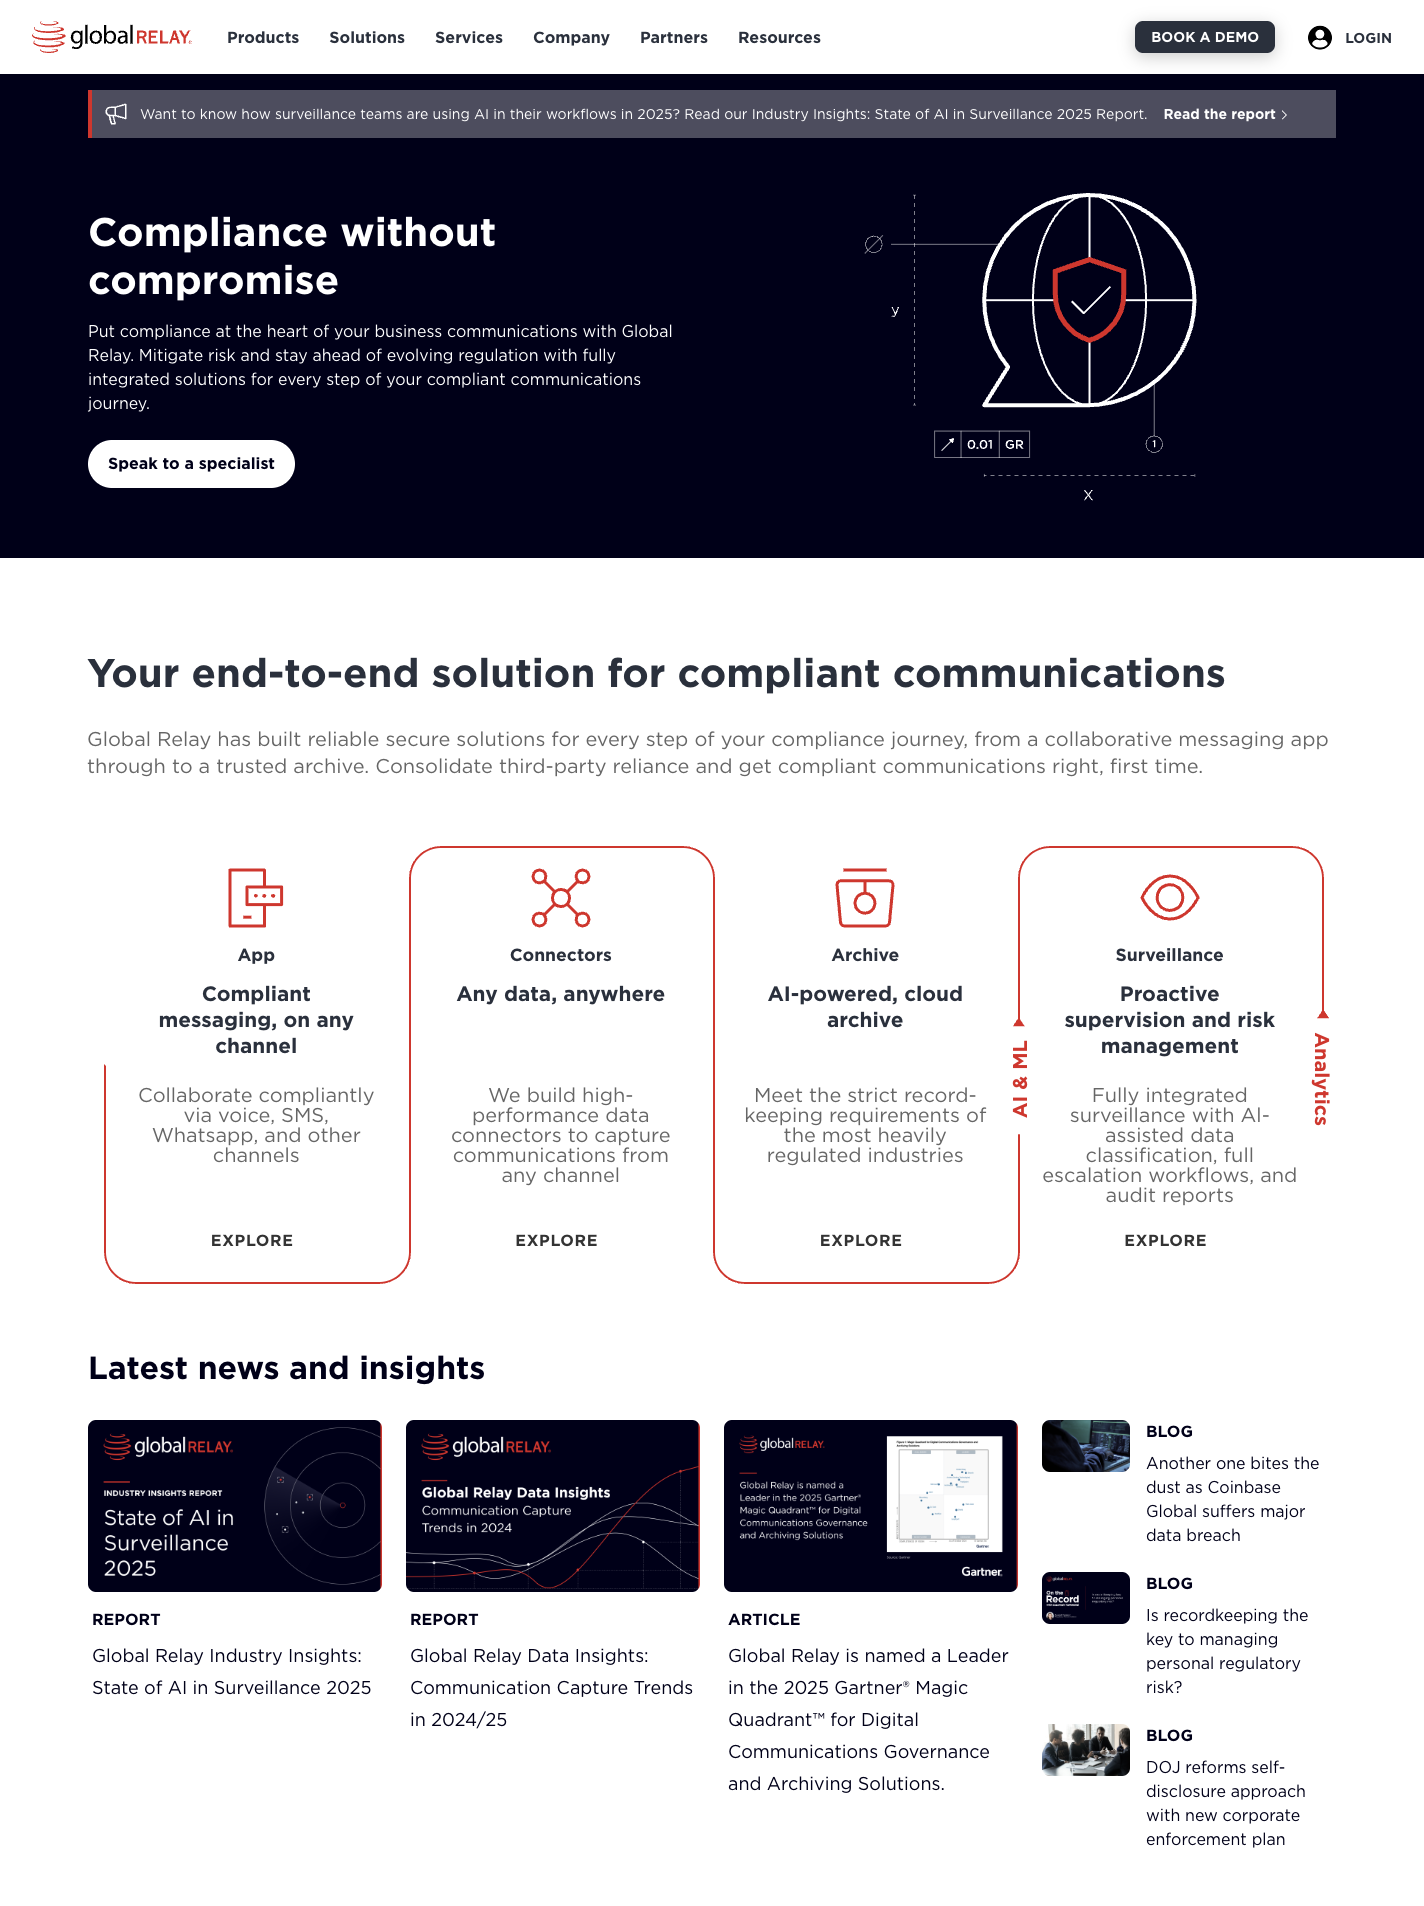 globalRELAY
Products Solutions Services Company Partners Resources
BOOK A DEMO
LOGIN
Want to know how surveillance teams are using AI in their workflows in 2025? Read our Industry Insights: State of AI in Surveillance 2025 Report. Read the report
Compliance without
compromise
Put compliance at the heart of your business communications with Global
Relay. Mitigate risk and stay ahead of evolving regulation with fully
integrated solutions for every step of your compliant communications
journey.
Speak to a specialist
y
0.01 GR
1
X
Your end-to-end solution for compliant communications
Global Relay has built reliable secure solutions for every step of your compliance journey, from a collaborative messaging app
through to a trusted archive. Consolidate third-party reliance and get compliant communications right, first time.
App
Compliant
messaging, on any
channel
Collaborate compliantly
via voice, SMS,
Whatsapp, and other
channels
EXPLORE
Connectors
Any data, anywhere
We build high-
performance data
connectors to capture
communications from
any channel
EXPLORE
Archive
AI-powered, cloud
archive
Meet the strict record-
keeping requirements of
the most heavily
regulated industries
EXPLORE
AI & ML
Surveillance
Proactive
supervision and risk
management
Fully integrated
surveillance with AI-
assisted data
classification, full
escalation workflows, and
audit reports
EXPLORE
Analytics
Latest news and insights
globalRELAY
INDUSTRY INSIGHTS REPORT
State of AI in
Surveillance
2025
REPORT
Global Relay Industry Insights:
State of AI in Surveillance 2025
globalRELAY
Global Relay Data Insights
Communication Capture
Trends in 2024
REPORT
Global Relay Data Insights:
Communication Capture Trends
in 2024/25
globalRELAY
Global Relay is named a
Leader in the 2025 Gartner®
Magic Quadrant™ for Digital
Communications Governance
and Archiving Solutions
Gartner
ARTICLE
Global Relay is named a Leader
in the 2025 Gartner® Magic
Quadrant™ for Digital
Communications Governance
and Archiving Solutions.
BLOG
Another one bites the
dust as Coinbase
Global suffers major
data breach
On the
Record
BLOG
Is recordkeeping the
key to managing
personal regulatory
risk?
BLOG
DOJ reforms self-
disclosure approach
with new corporate
enforcement plan